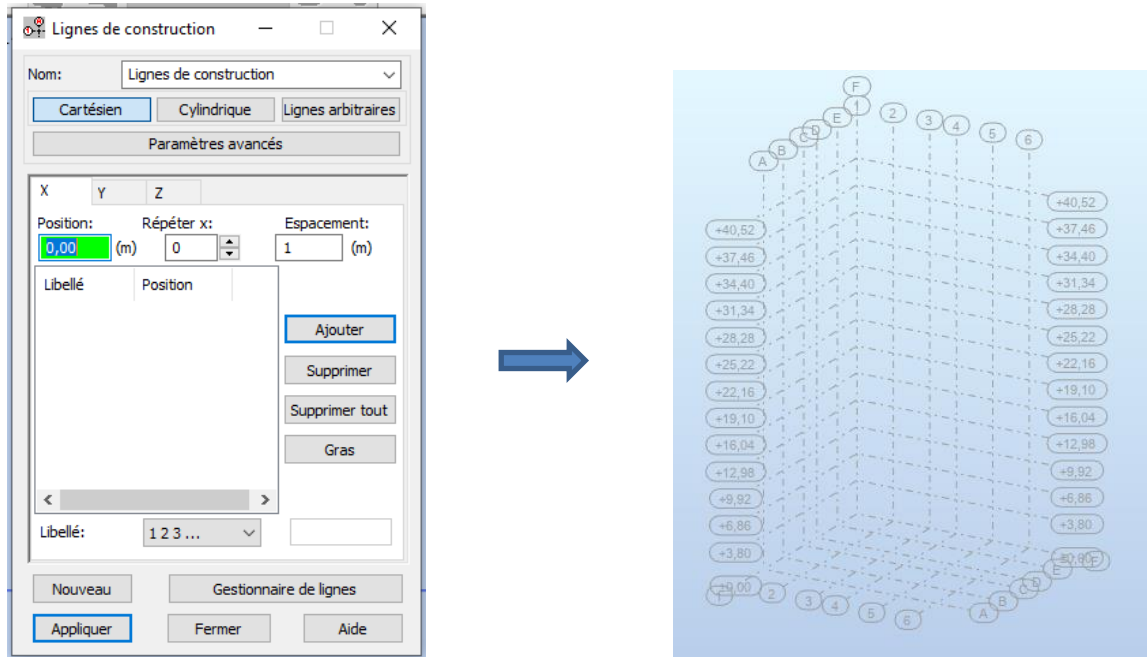 Lignes de construction
Nom: Lignes de construction
Cartésien Cylindrique Lignes arbitraires
Paramètres avancés
X Y Z
Position: Répéter x: Espacement:
0,00 (m) 0 1 (m)
Libellé Position
Ajouter
Supprimer
Supprimer tout
Gras
Libellé: 1 2 3 ...
Nouveau Gestionnaire de lignes
Appliquer Fermer Aide
F
1 2 3 4 5 6
A B C D E
+40,52
+37,46
+34,40
+31,34
+28,28
+25,22
+22,16
+19,10
+16,04
+12,98
+9,92
+6,86
+3,80
±0,00
+40,52
+37,46
+34,40
+31,34
+28,28
+25,22
+22,16
+19,10
+16,04
+12,98
+9,92
+6,86
+3,80
1 2 3 4 5 6
A B C D E F